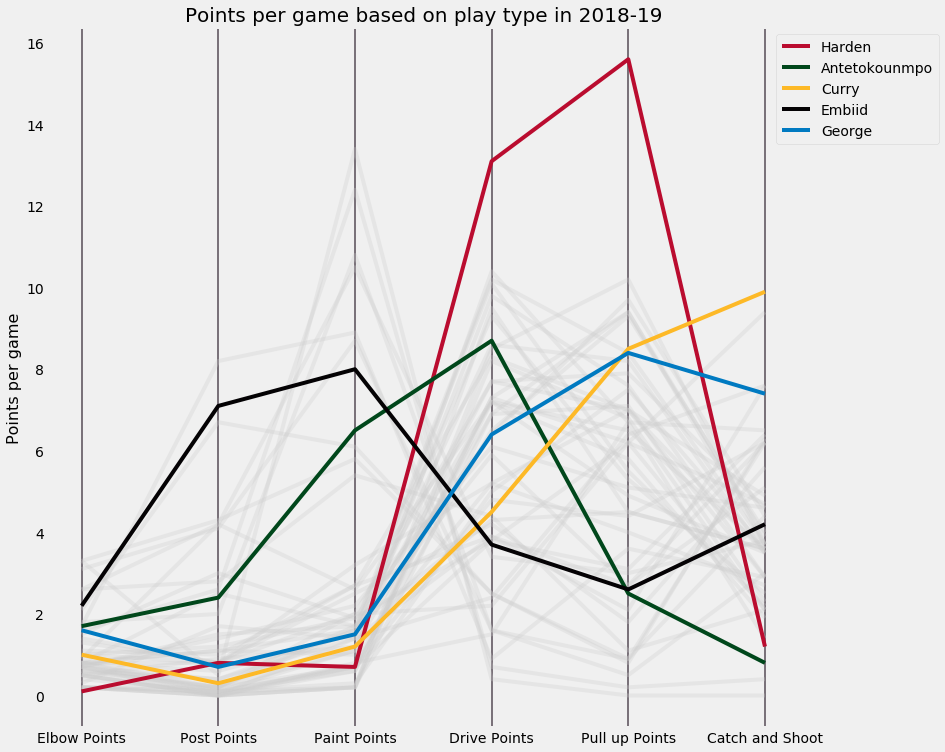 Points per game based on play type in 2018-19
Harden
Antetokounmpo
Curry
Embiid
George
Points per game
16
14
12
10
8
6
4
2
0
Elbow Points
Post Points
Paint Points
Drive Points
Pull up Points
Catch and Shoot